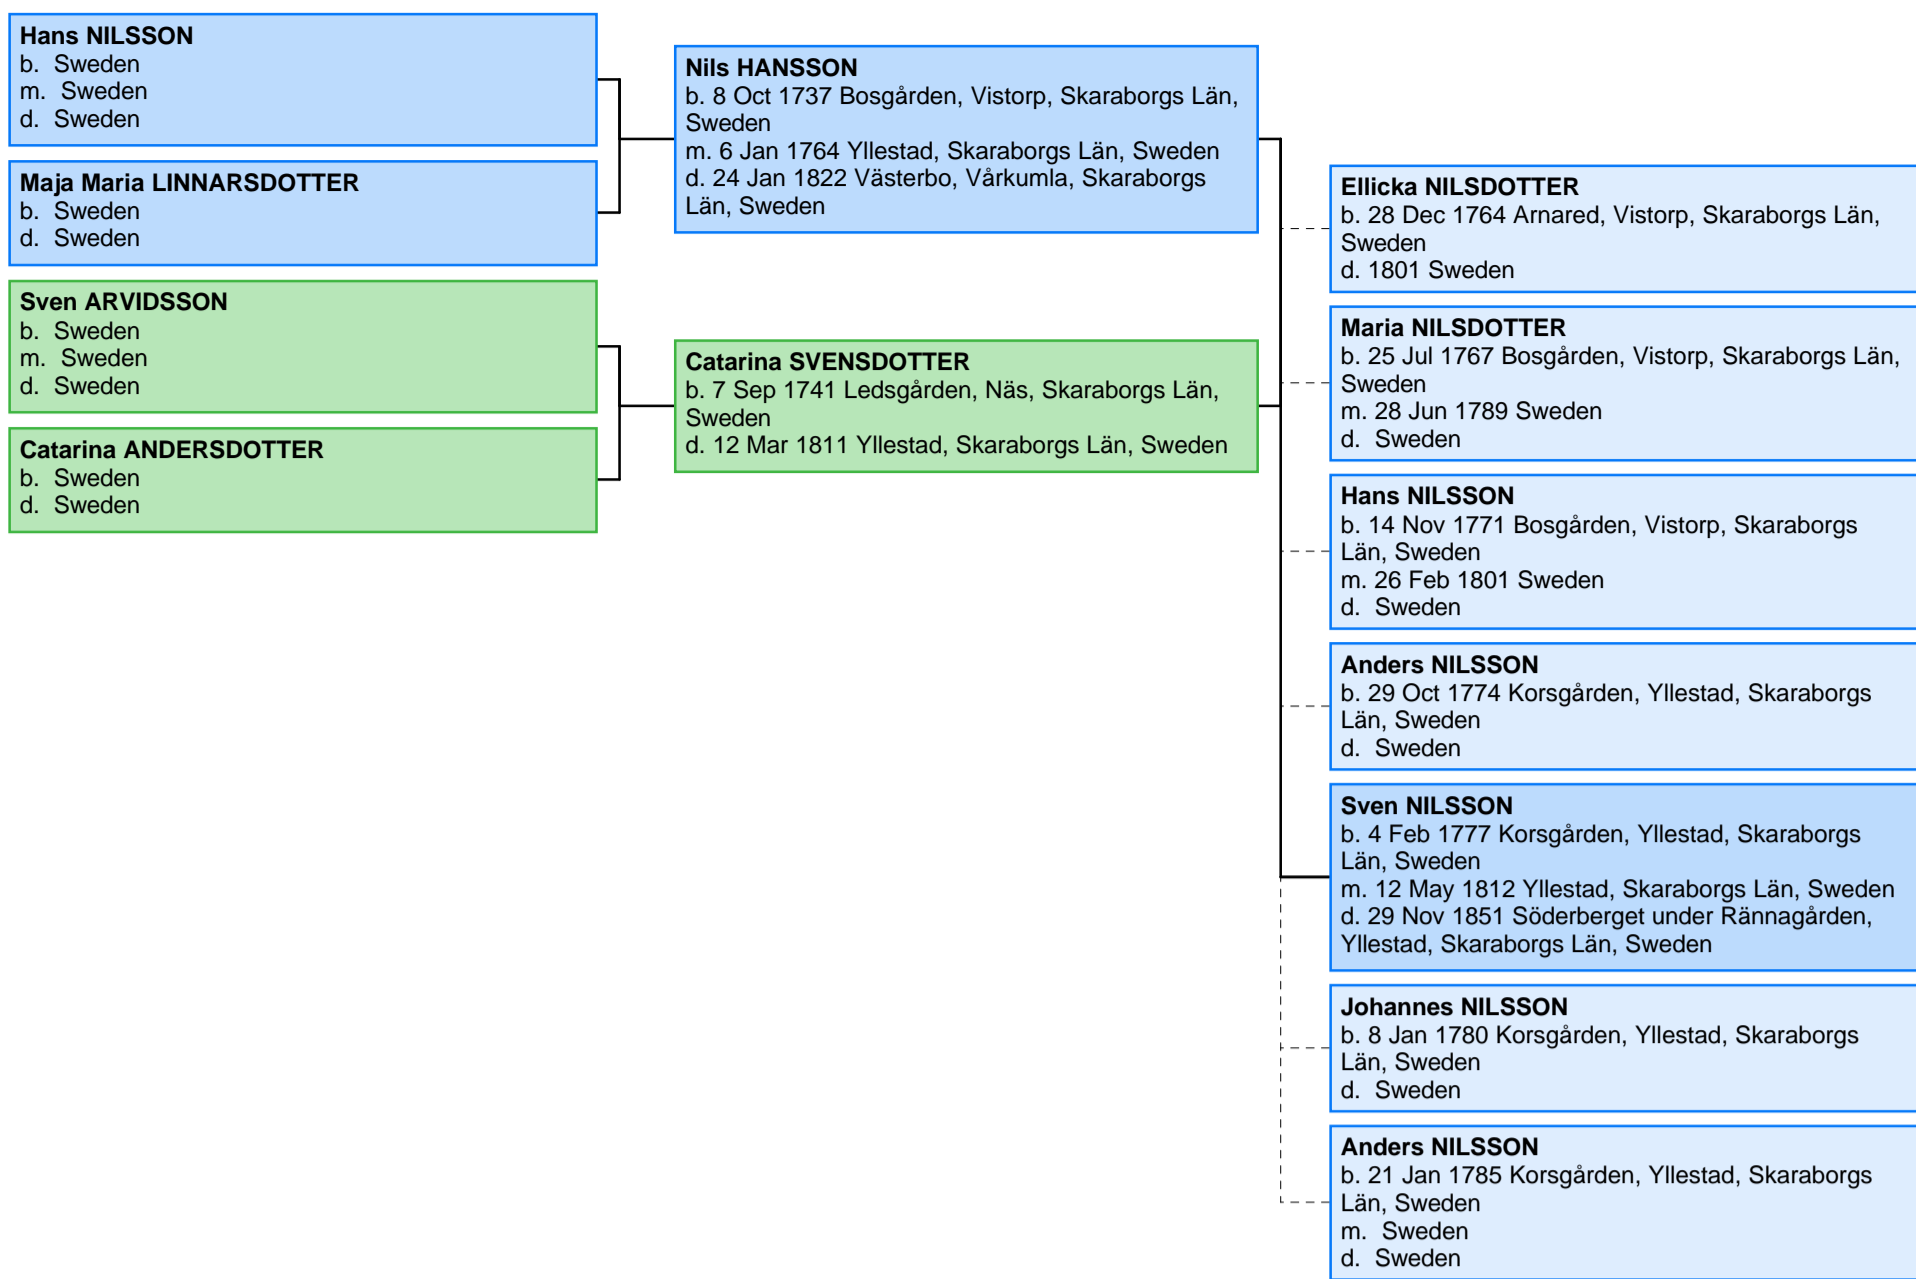 Hans NILSSON
b.  Sweden
m.  Sweden
d.  Sweden
Maja Maria LINNARSDOTTER
b.  Sweden
d.  Sweden
Sven ARVIDSSON
b.  Sweden
m.  Sweden
d.  Sweden
Catarina ANDERSDOTTER
b.  Sweden
d.  Sweden
Nils HANSSON
b. 8 Oct 1737 Bosgården, Vistorp, Skaraborgs Län,
Sweden
m. 6 Jan 1764 Yllestad, Skaraborgs Län, Sweden
d. 24 Jan 1822 Västerbo, Vårkumla, Skaraborgs
Län, Sweden
Catarina SVENSDOTTER
b. 7 Sep 1741 Ledsgården, Näs, Skaraborgs Län,
Sweden
d. 12 Mar 1811 Yllestad, Skaraborgs Län, Sweden
Ellicka NILSDOTTER
b. 28 Dec 1764 Arnared, Vistorp, Skaraborgs Län,
Sweden
d. 1801 Sweden
Maria NILSDOTTER
b. 25 Jul 1767 Bosgården, Vistorp, Skaraborgs Län,
Sweden
m. 28 Jun 1789 Sweden
d.  Sweden
Hans NILSSON
b. 14 Nov 1771 Bosgården, Vistorp, Skaraborgs
Län, Sweden
m. 26 Feb 1801 Sweden
d.  Sweden
Anders NILSSON
b. 29 Oct 1774 Korsgården, Yllestad, Skaraborgs
Län, Sweden
d.  Sweden
Sven NILSSON
b. 4 Feb 1777 Korsgården, Yllestad, Skaraborgs
Län, Sweden
m. 12 May 1812 Yllestad, Skaraborgs Län, Sweden
d. 29 Nov 1851 Söderberget under Rännagården,
Yllestad, Skaraborgs Län, Sweden
Johannes NILSSON
b. 8 Jan 1780 Korsgården, Yllestad, Skaraborgs
Län, Sweden
d.  Sweden
Anders NILSSON
b. 21 Jan 1785 Korsgården, Yllestad, Skaraborgs
Län, Sweden
m.  Sweden
d.  Sweden